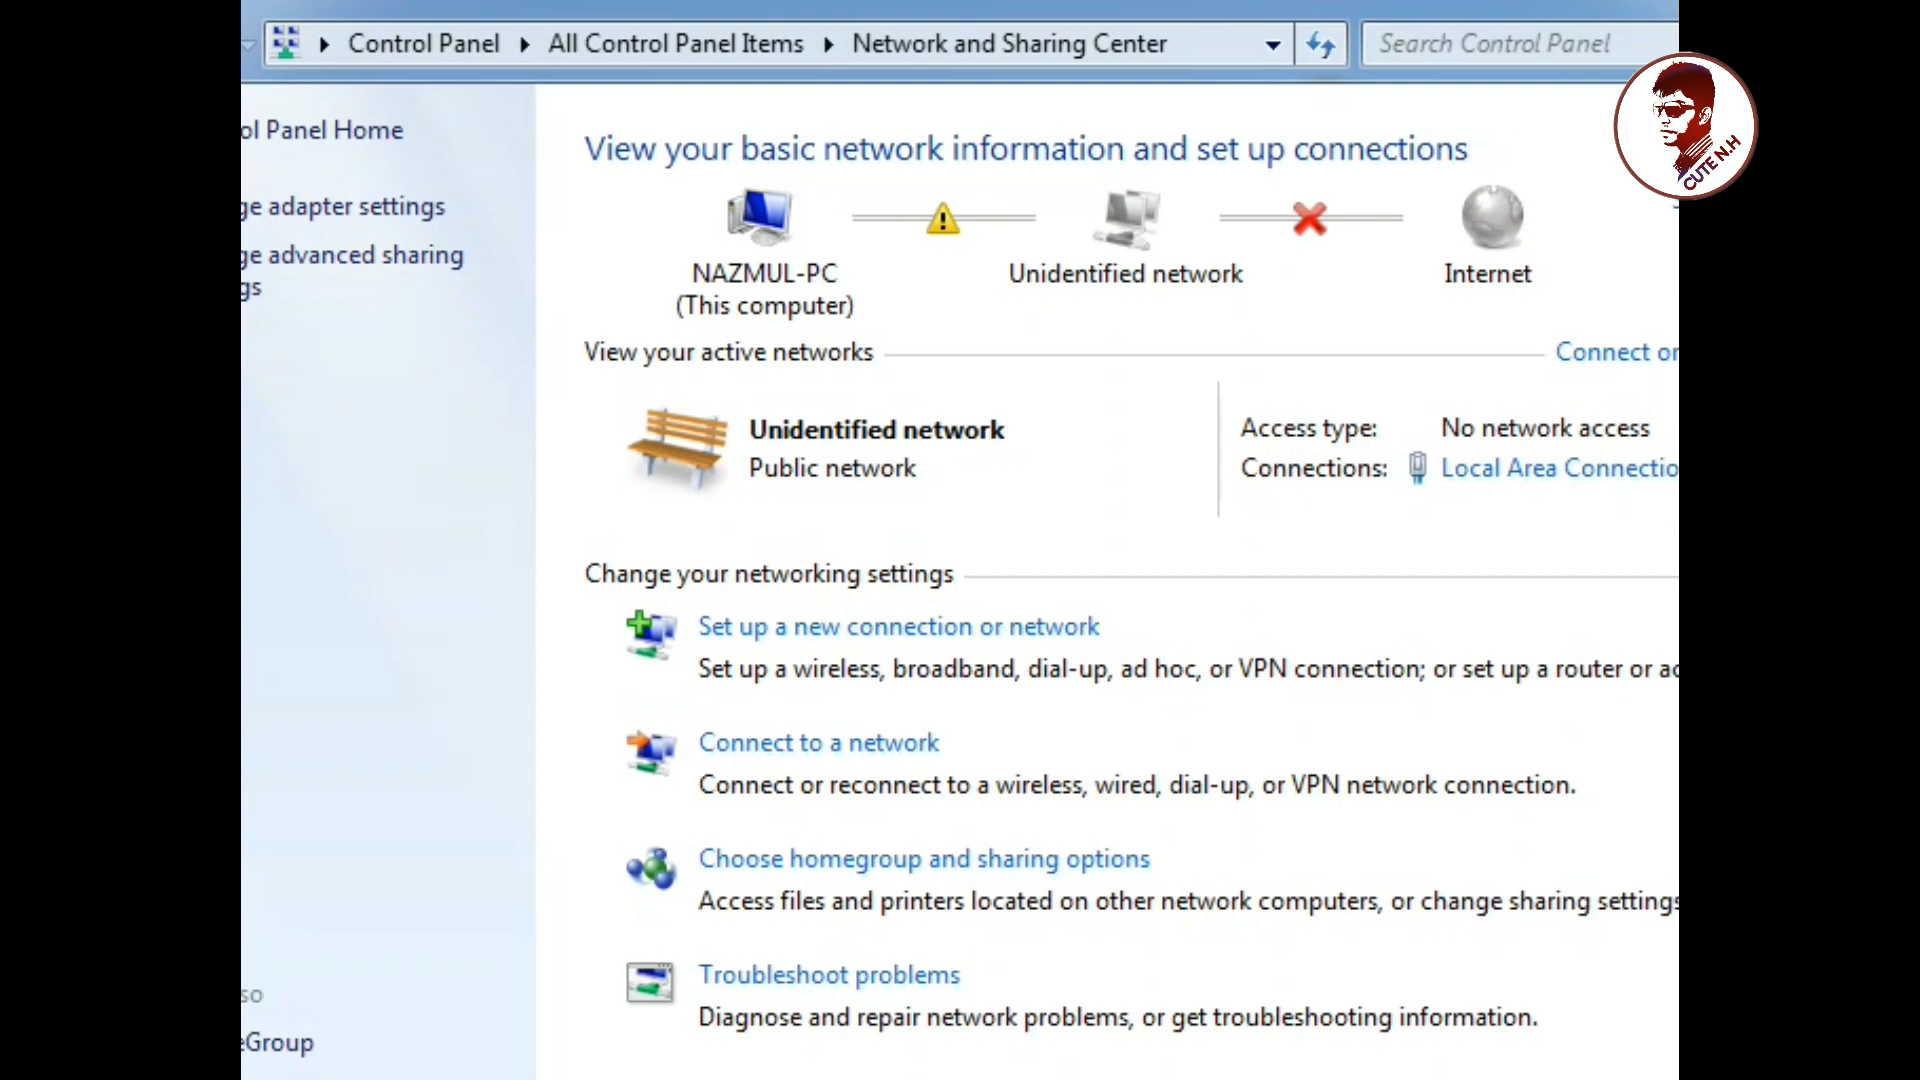 Control Panel ▸ All Control Panel Items ▸ Network and Sharing Center
Search Control Panel
CUTE N.H
ol Panel Home
ge adapter settings
ge advanced sharing
gs
View your basic network information and set up connections
NAZMUL-PC
(This computer)
Unidentified network
Internet
View your active networks
Connect or
Unidentified network
Public network
Access type: No network access
Connections: Local Area Connectio
Change your networking settings
Set up a new connection or network
Set up a wireless, broadband, dial-up, ad hoc, or VPN connection; or set up a router or ac
Connect to a network
Connect or reconnect to a wireless, wired, dial-up, or VPN network connection.
Choose homegroup and sharing options
Access files and printers located on other network computers, or change sharing settings
Troubleshoot problems
Diagnose and repair network problems, or get troubleshooting information.
so
eGroup